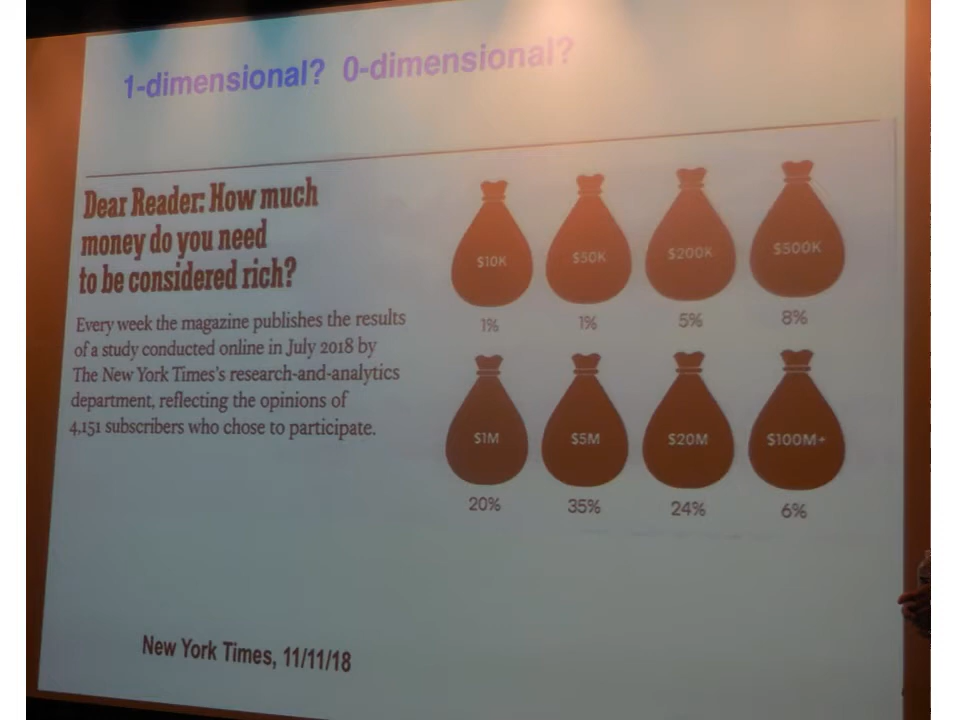 1-dimensional? 0-dimensional?
Dear Reader: How much
money do you need
to be considered rich?
Every week the magazine publishes the results
of a study conducted online in July 2018 by
The New York Times's research-and-analytics
department, reflecting the opinions of
4,151 subscribers who chose to participate.
$10K $50K $200K $500K
1% 1% 5% 8%
$1M $5M $20M $100M+
20% 35% 24% 6%
New York Times, 11/11/18